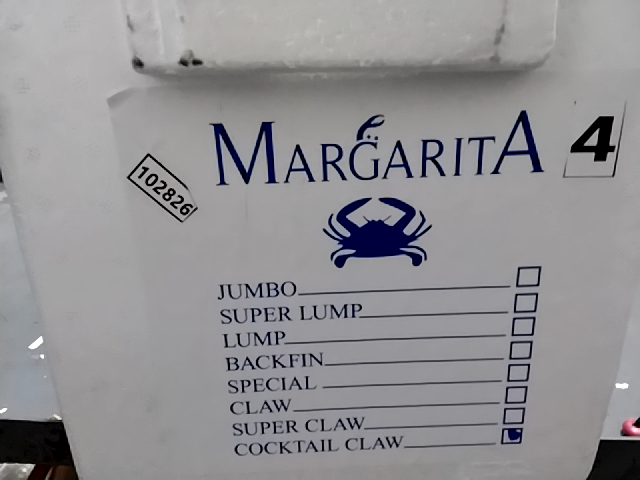 MARGARITA
4
102826
JUMBO
SUPER LUMP
LUMP
BACKFIN
SPECIAL
CLAW
SUPER CLAW
COCKTAIL CLAW